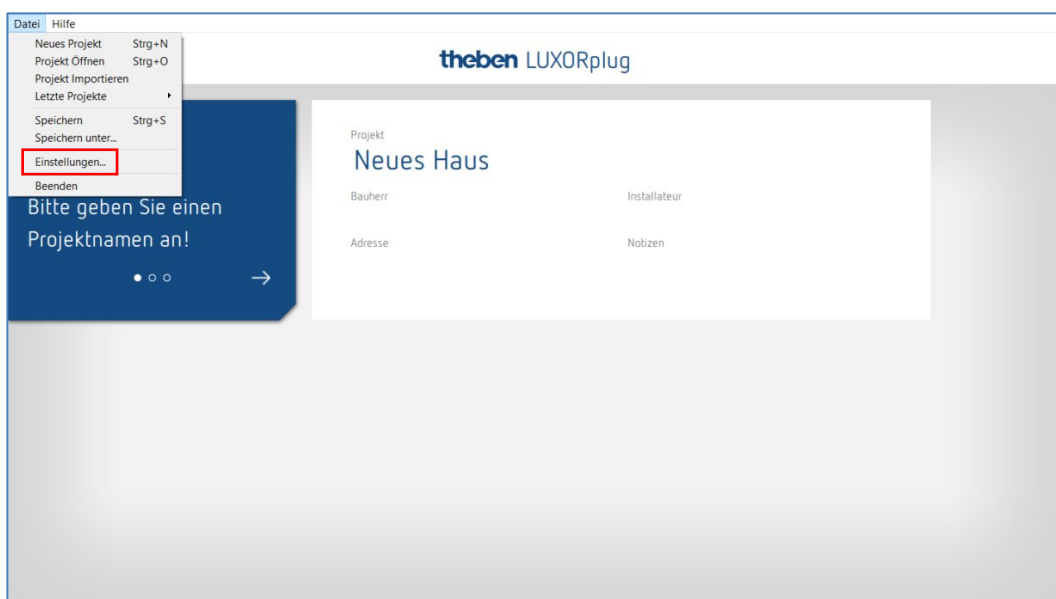 Datei Hilfe
Neues Projekt Strg+N
Projekt Öffnen Strg+O
Projekt Importieren
Letzte Projekte
Speichern Strg+S
Speichern unter...
Einstellungen...
Beenden
theben LUXORplug
Bitte geben Sie einen
Projektnamen an!
Projekt
Neues Haus
Bauherr Installateur
Adresse Notizen